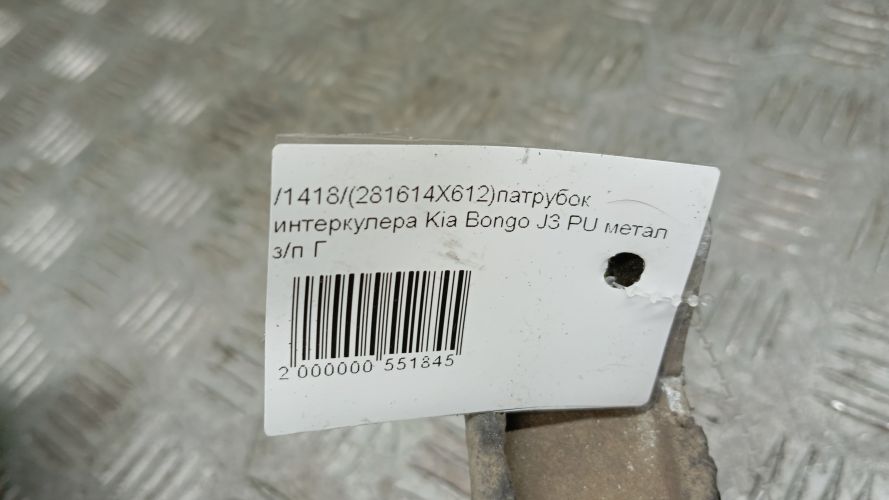 /1418/(281614X612)патрубок
интеркулера Kia Bongo J3 PU метал
з/п Г
2 000000 551845